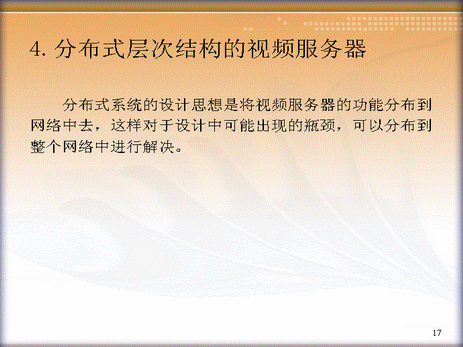 4. 分布式层次结构的视频服务器
分布式系统的设计思想是将视频服务器的功能分布到
网络中去，这样对于设计中可能出现的瓶颈，可以分布到
整个网络中进行解决。
17